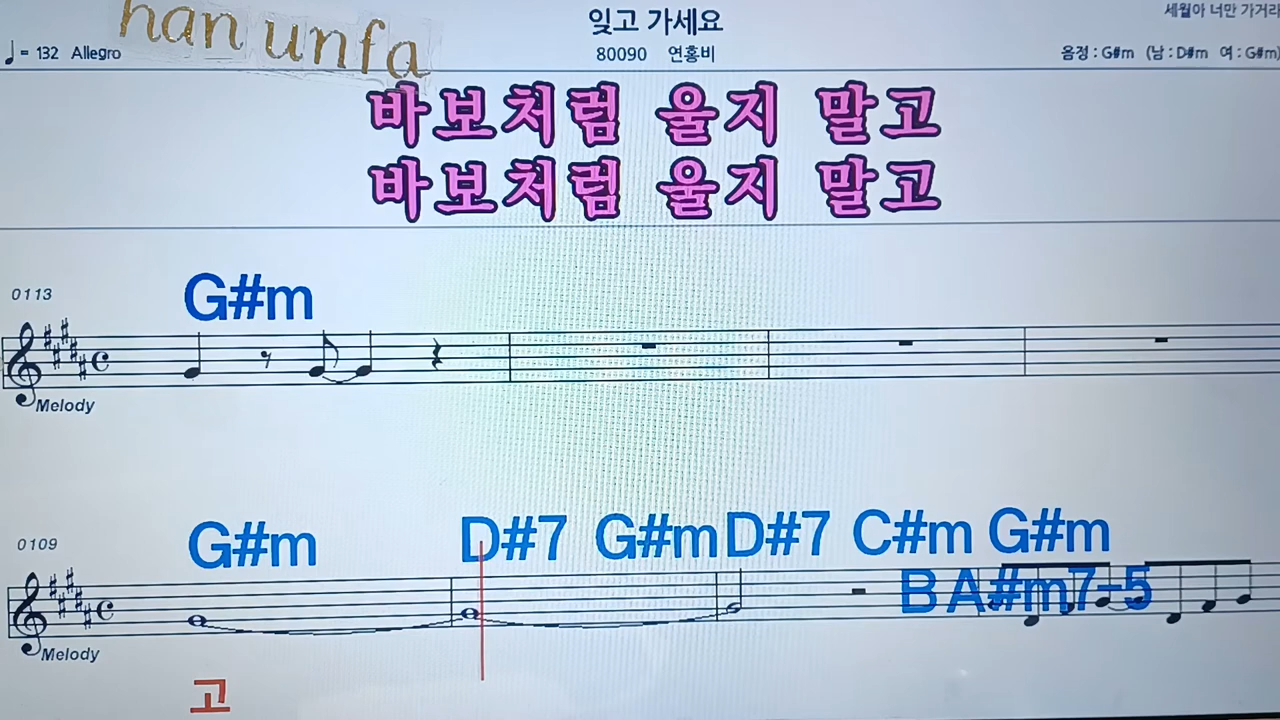 han unfa
잊고 가세요
세월아 너만 가거라
♩= 132 Allegro
80090 연홍비
음정 : G#m (남 : D#m 여 : G#m)
바보처럼 울지 말고
바보처럼 울지 말고
0113
G#m
Melody
0109
G#m D#7 G#m D#7 C#m G#m
B A#m7-5
Melody
고